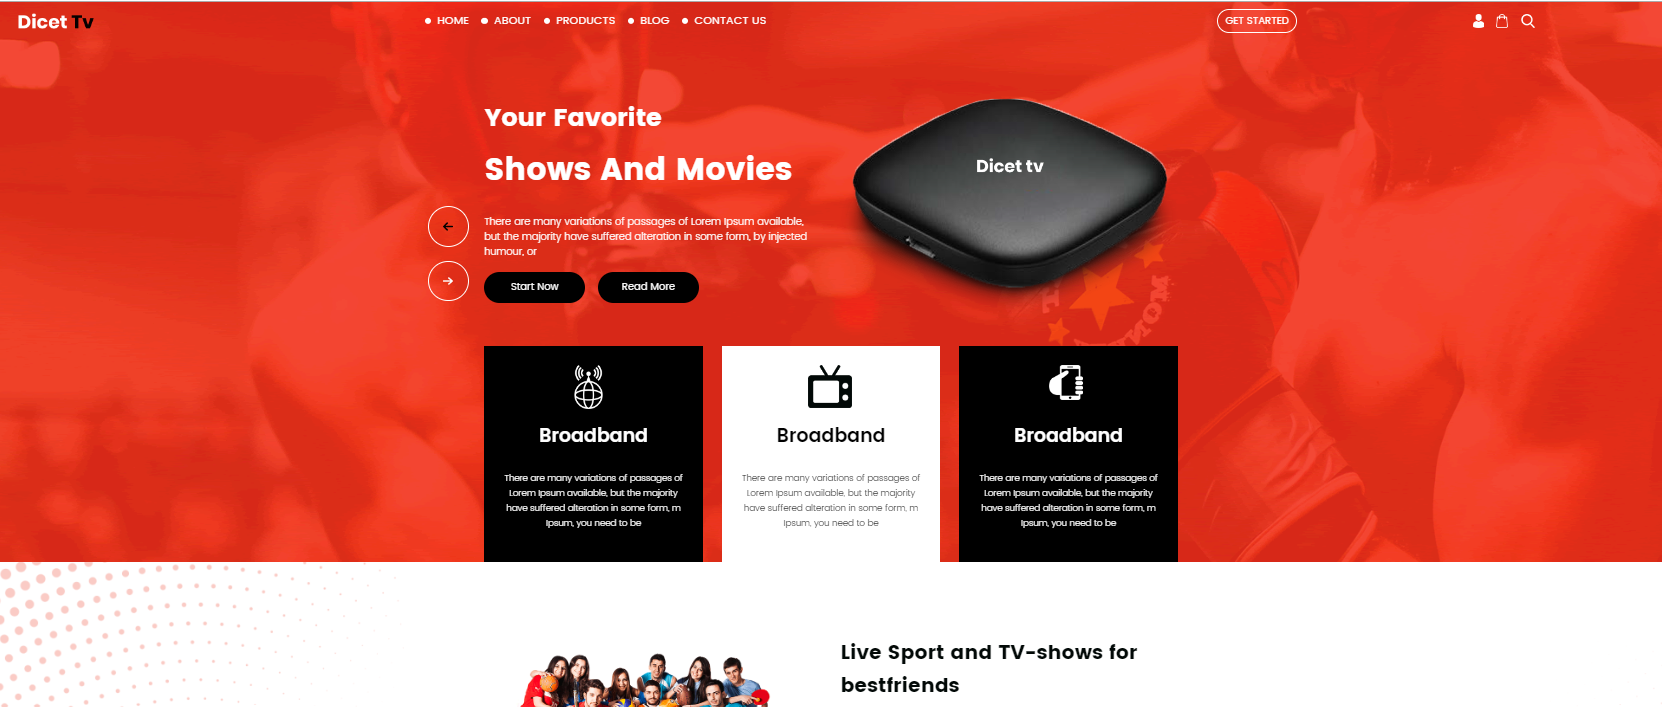 Dicet Tv
HOME ABOUT PRODUCTS BLOG CONTACT US
GET STARTED
Your Favorite
Shows And Movies
There are many variations of passages of Lorem Ipsum available,
but the majority have suffered alteration in some form, by injected
humour, or
Start Now
Read More
Dicet tv
Broadband
There are many variations of passages of
Lorem Ipsum available, but the majority
have suffered alteration in some form, m
Ipsum, you need to be
Broadband
There are many variations of passages of
Lorem Ipsum available, but the majority
have suffered alteration in some form, m
Ipsum, you need to be
Broadband
There are many variations of passages of
Lorem Ipsum available, but the majority
have suffered alteration in some form, m
Ipsum, you need to be
Live Sport and TV-shows for
bestfriends